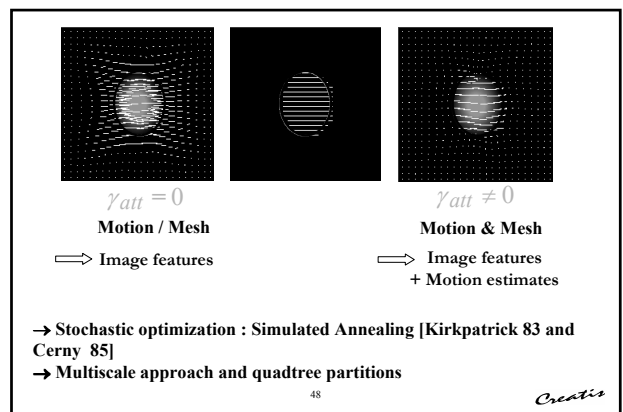 γatt = 0
γatt ≠ 0
Motion / Mesh
Motion & Mesh
⇨ Image features
⇨ Image features
+ Motion estimates
→ Stochastic optimization : Simulated Annealing [Kirkpatrick 83 and
Cerny 85]
→ Multiscale approach and quadtree partitions
48
Creatis